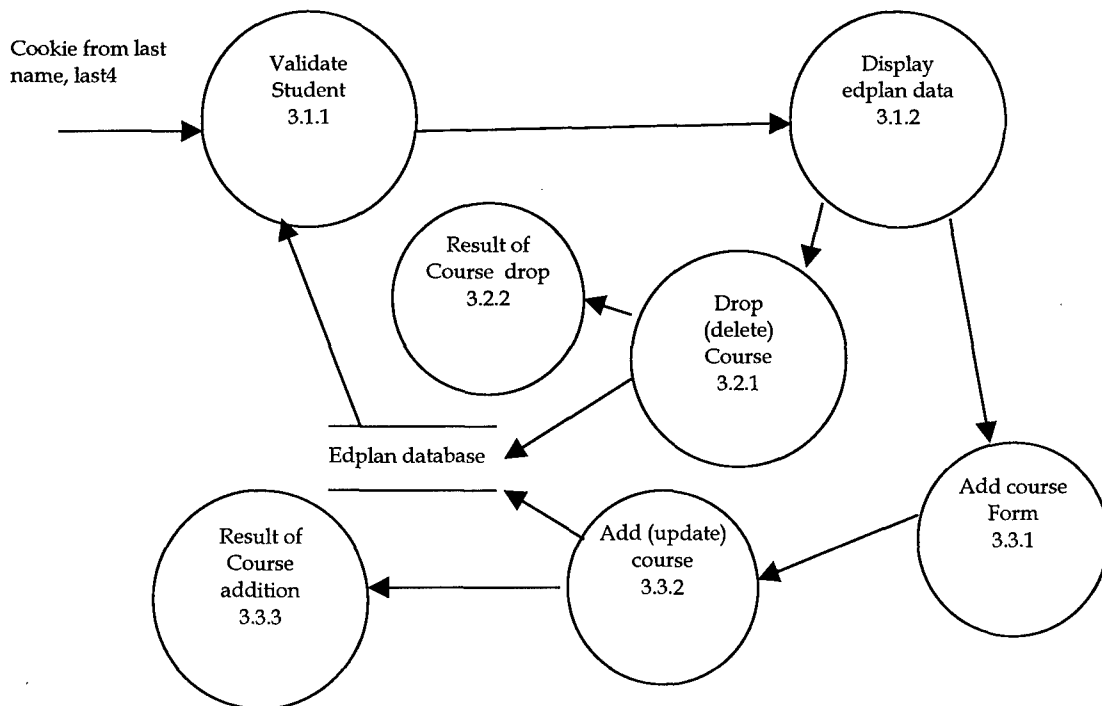 Cookie from last
name, last4
Validate
Student
3.1.1
Display
edplan data
3.1.2
Result of
Course drop
3.2.2
Drop
(delete)
Course
3.2.1
Edplan database
Add course
Form
3.3.1
Add (update)
course
3.3.2
Result of
Course
addition
3.3.3